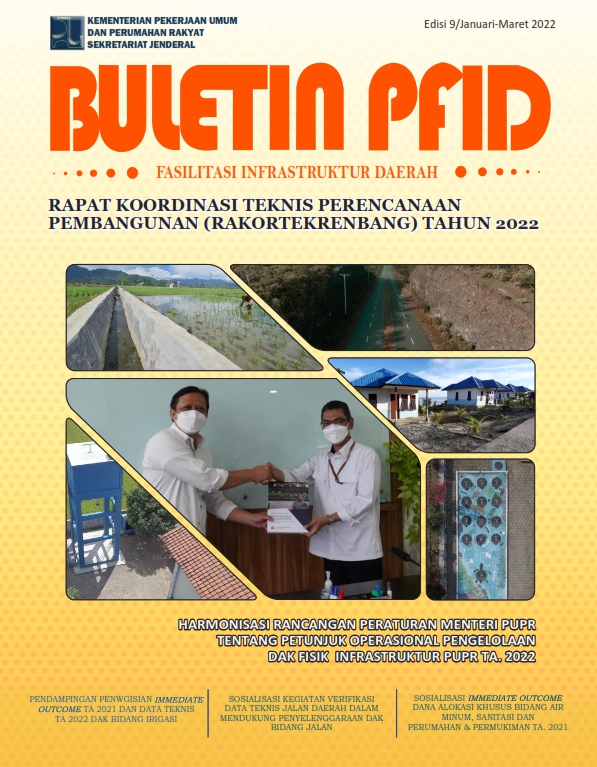 KEMENTERIAN PEKERJAAN UMUM
DAN PERUMAHAN RAKYAT
SEKRETARIAT JENDERAL
Edisi 9/Januari-Maret 2022
BULETIN PFID
FASILITASI INFRASTRUKTUR DAERAH
RAPAT KOORDINASI TEKNIS PERENCANAAN
PEMBANGUNAN (RAKORTEKRENBANG) TAHUN 2022
HARMONISASI RANCANGAN PERATURAN MENTERI PUPR
TENTANG PETUNJUK OPERASIONAL PENGELOLAAN
DAK FISIK INFRASTRUKTUR PUPR TA. 2022
PENDAMPINGAN PENWGISIAN IMMEDIATE
OUTCOME TA 2021 DAN DATA TEKNIS
TA 2022 DAK BIDANG IRIGASI
SOSIALISASI KEGIATAN VERIFIKASI
DATA TEKNIS JALAN DAERAH DALAM
MENDUKUNG PENYELENGGARAAN DAK
BIDANG JALAN
SOSIALISASI IMMEDIATE OUTCOME
DANA ALOKASI KHUSUS BIDANG AIR
MINUM, SANITASI DAN
PERUMAHAN & PERMUKIMAN TA. 2021